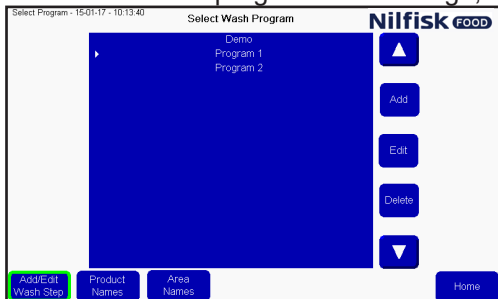 Select Program - 15-01-17 - 10:13:40
Select Wash Program
Nilfisk FOOD
Demo
Program 1
Program 2
Add
Edit
Delete
Add/Edit
Wash Step
Product
Names
Area
Names
Home